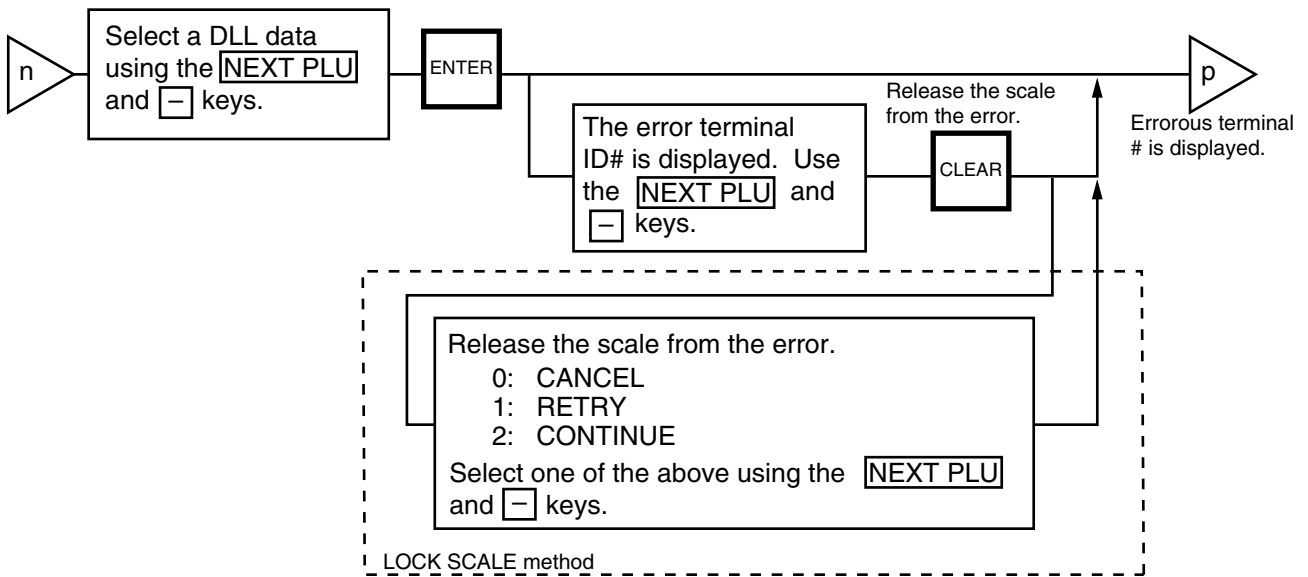 n
Select a DLL data
using the NEXT PLU
and – keys.
ENTER
The error terminal
ID# is displayed. Use
the NEXT PLU and
– keys.
Release the scale
from the error.
CLEAR
p
Errorous terminal
# is displayed.
Release the scale from the error.
0: CANCEL
1: RETRY
2: CONTINUE
Select one of the above using the NEXT PLU
and – keys.
LOCK SCALE method